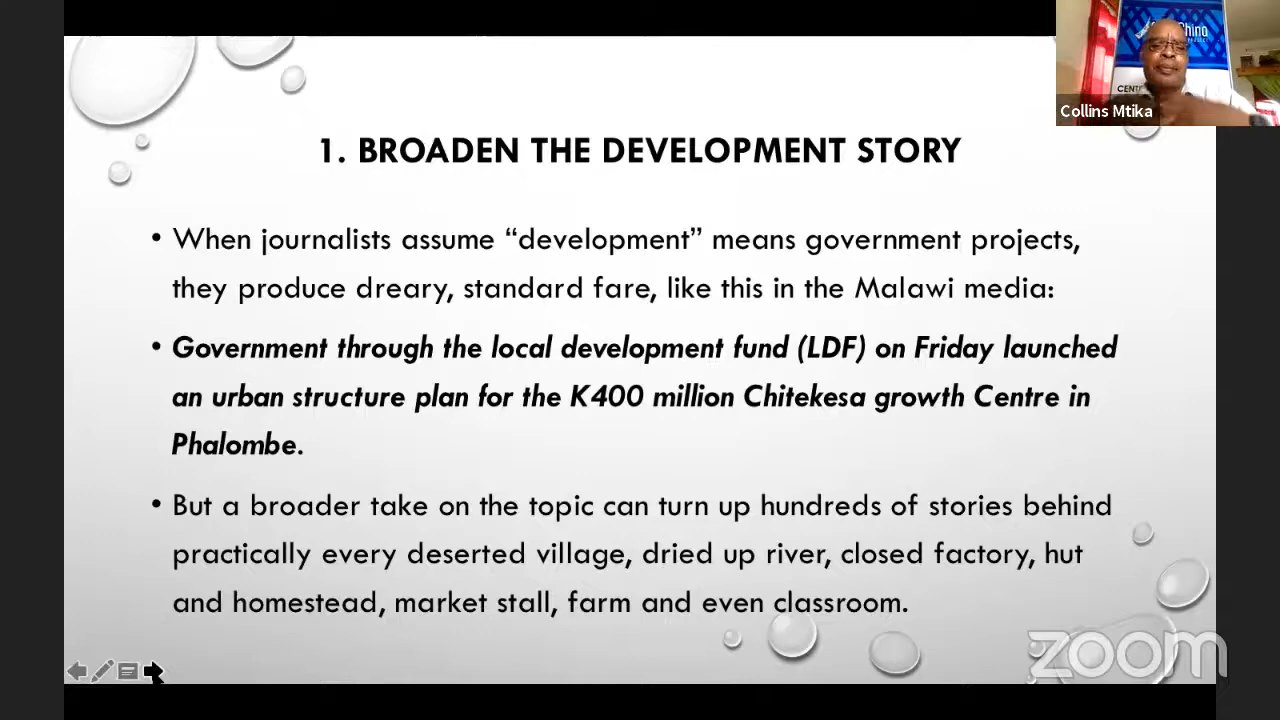 Collins Mtika
1. BROADEN THE DEVELOPMENT STORY
• When journalists assume “development” means government projects,
they produce dreary, standard fare, like this in the Malawi media:
• Government through the local development fund (LDF) on Friday launched
an urban structure plan for the K400 million Chitekesa growth Centre in
Phalombe.
• But a broader take on the topic can turn up hundreds of stories behind
practically every deserted village, dried up river, closed factory, hut
and homestead, market stall, farm and even classroom.
zoom